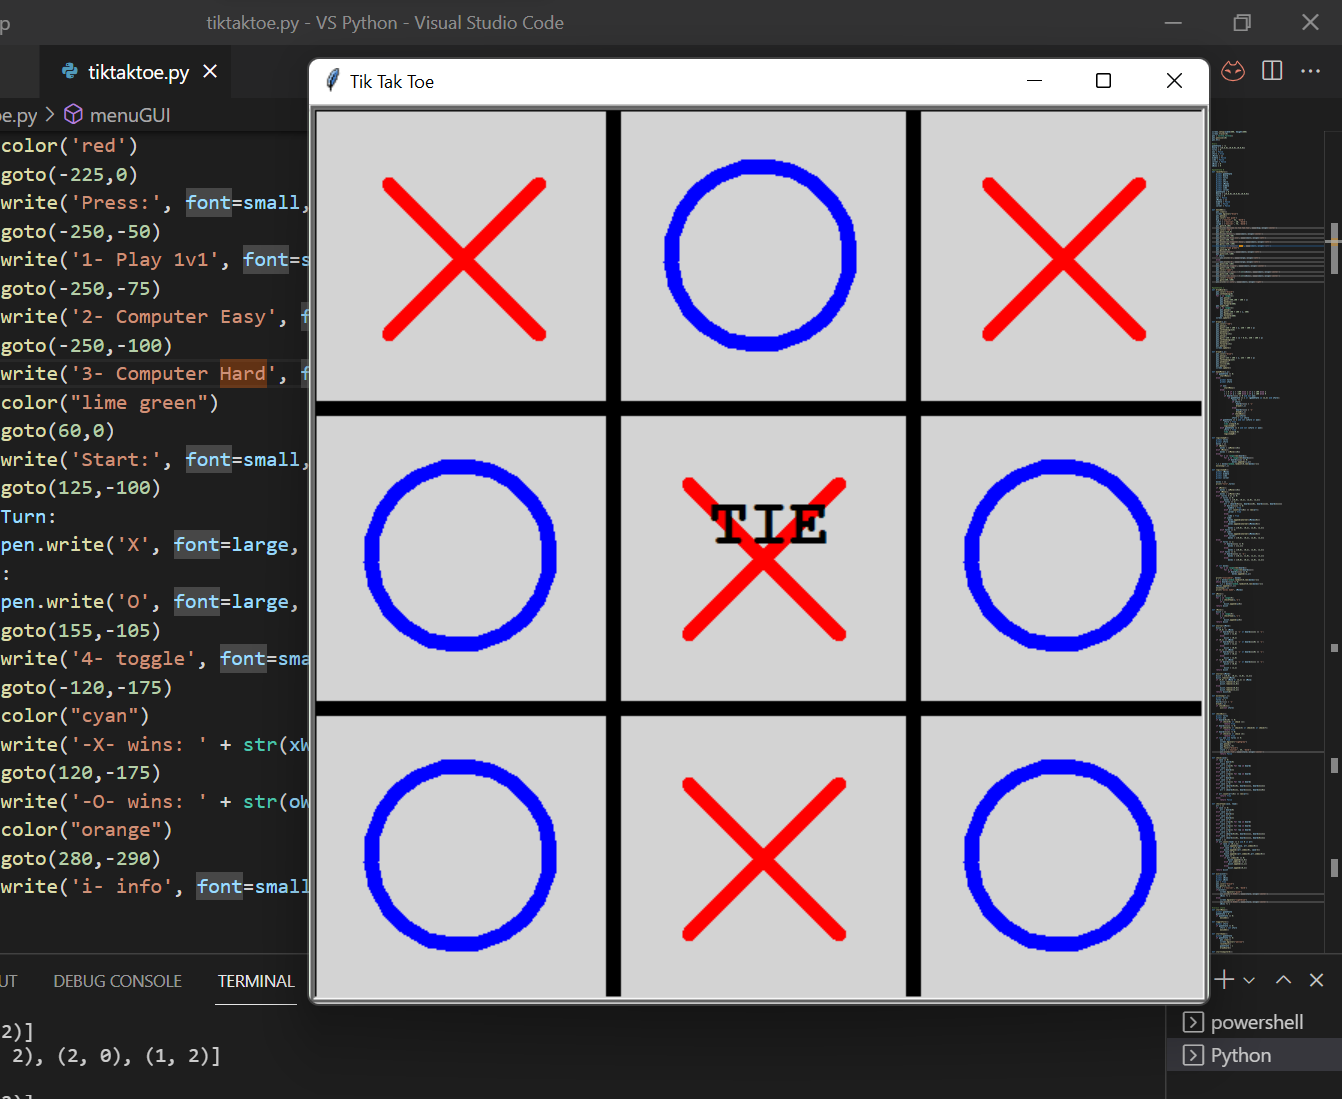 p
tiktaktoe.py - VS Python - Visual Studio Code
tiktaktoe.py
oe.py > menuGUI
color('red')
goto(-225,0)
write('Press:', font=small,
goto(-250,-50)
write('1- Play 1v1', font=s
goto(-250,-75)
write('2- Computer Easy', f
goto(-250,-100)
write('3- Computer Hard', f
color("lime green")
goto(60,0)
write('Start:', font=small,
goto(125,-100)
Turn:
pen.write('X', font=large,
:
pen.write('O', font=large,
goto(155,-105)
write('4- toggle', font=sma
goto(-120,-175)
color("cyan")
write('-X- wins: ' + str(xW
goto(120,-175)
write('-O- wins: ' + str(oW
color("orange")
goto(280,-290)
write('i- info', font=small
Tik Tak Toe
X O X
O X O
TIE
O X O
UT DEBUG CONSOLE TERMINAL
2)]
2), (2, 0), (1, 2)]
powershell
Python